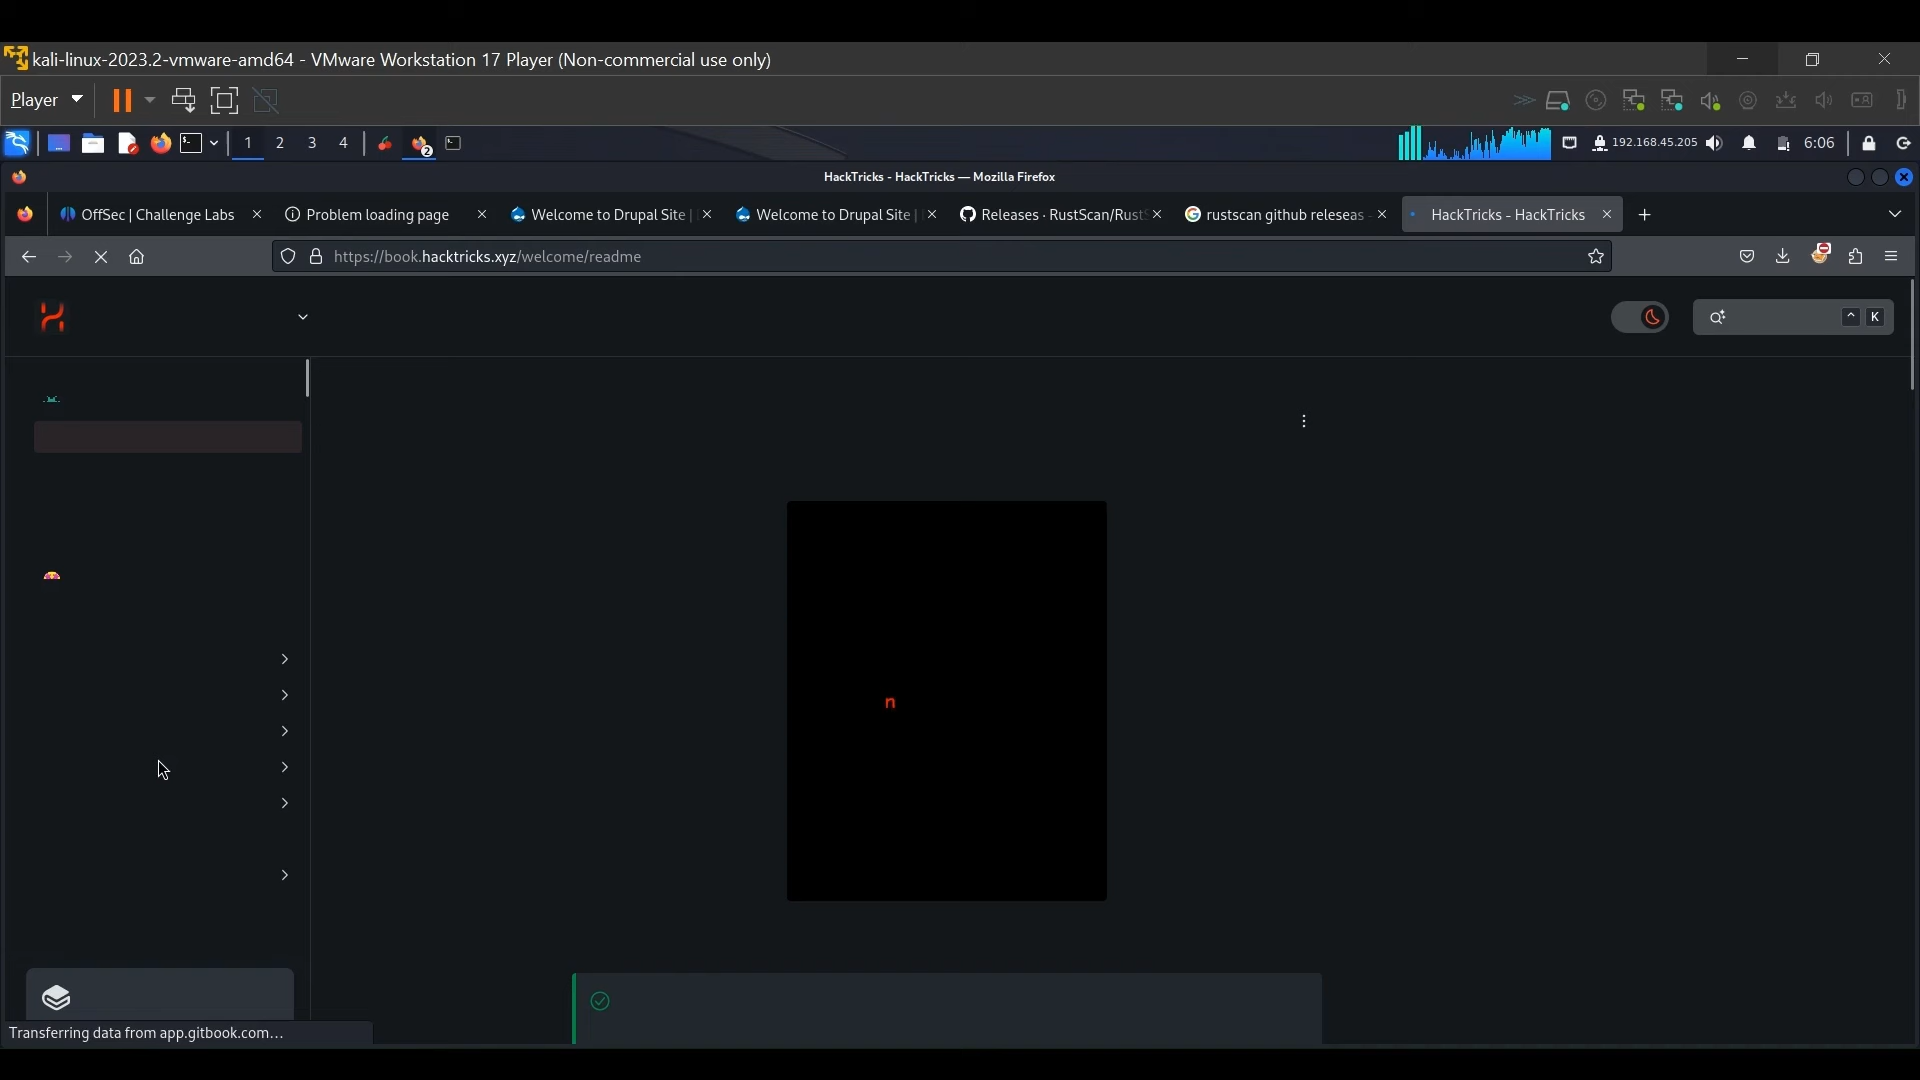 kali-linux-2023.2-vmware-amd64 - VMware Workstation 17 Player (Non-commercial use only)
Player
1 2 3 4 2 192.168.45.205 6:06
HackTricks - HackTricks — Mozilla Firefox
OffSec | Challenge Labs
Problem loading page
Welcome to Drupal Site |
Welcome to Drupal Site |
Releases · RustScan/Rust
rustscan github releseas
HackTricks - HackTricks
https://book.hacktricks.xyz/welcome/readme
^ K
n
Transferring data from app.gitbook.com...